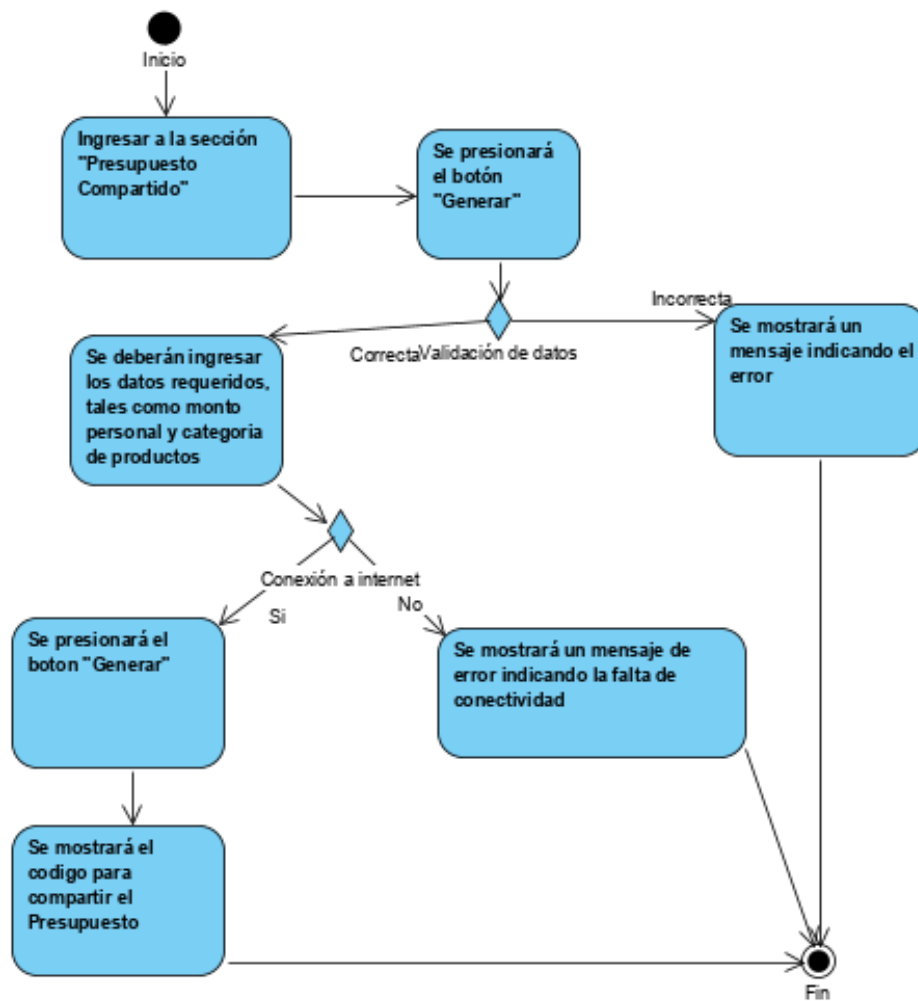 Inicio
Ingresar a la sección
"Presupuesto
Compartido"
Se presionará
el botón
"Generar"
Incorrecta
Correcta
Validación de datos
Se mostrará un
mensaje indicando el
error
Se deberán ingresar
los datos requeridos,
tales como monto
personal y categoria
de productos
Conexión a internet
Si
No
Se presionará el
boton "Generar"
Se mostrará un mensaje de
error indicando la falta de
conectividad
Se mostrará el
codigo para
compartir el
Presupuesto
Fin